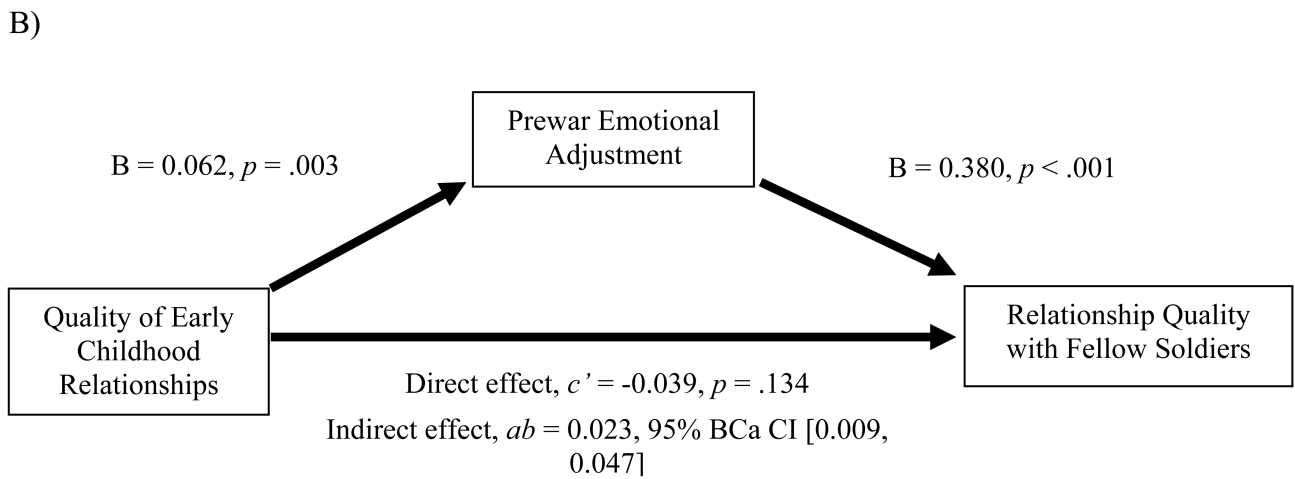 B)
Prewar Emotional
Adjustment
B = 0.062, p = .003
B = 0.380, p < .001
Quality of Early
Childhood
Relationships
Relationship Quality
with Fellow Soldiers
Direct effect, c’ = -0.039, p = .134
Indirect effect, ab = 0.023, 95% BCa CI [0.009,
0.047]